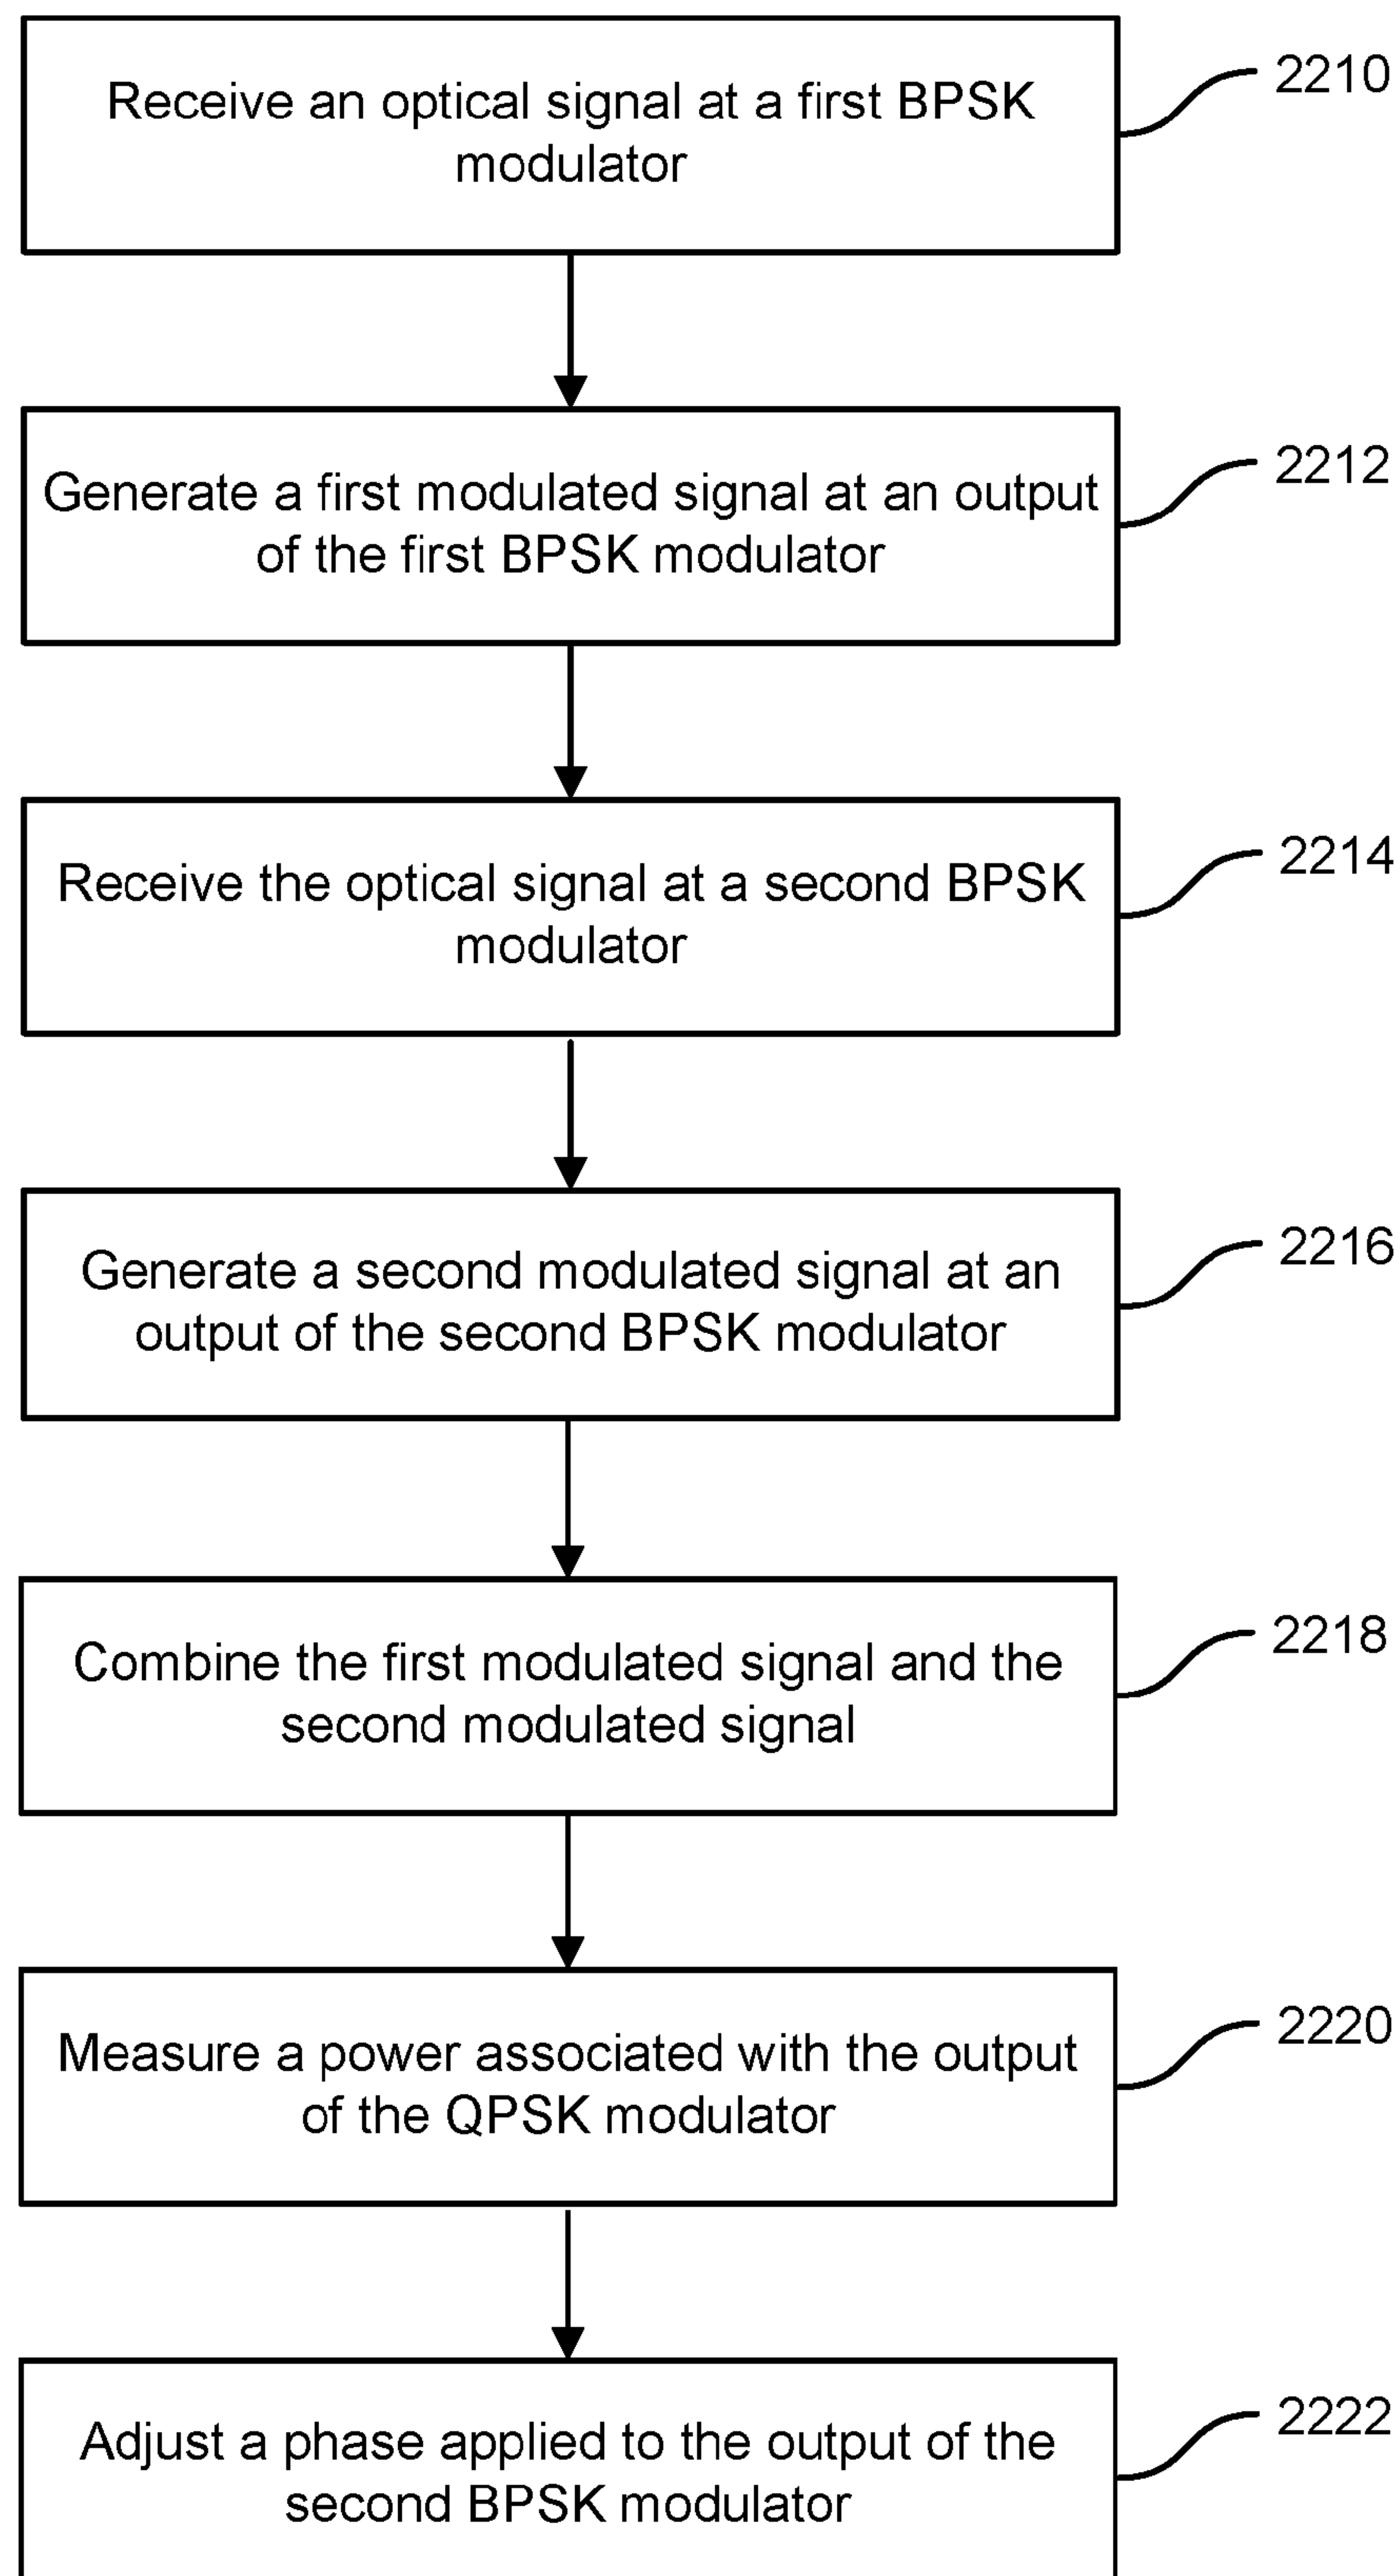 Receive an optical signal at a first BPSK
modulator
2210
Generate a first modulated signal at an output
of the first BPSK modulator
2212
Receive the optical signal at a second BPSK
modulator
2214
Generate a second modulated signal at an
output of the second BPSK modulator
2216
Combine the first modulated signal and the
second modulated signal
2218
Measure a power associated with the output
of the QPSK modulator
2220
Adjust a phase applied to the output of the
second BPSK modulator
2222